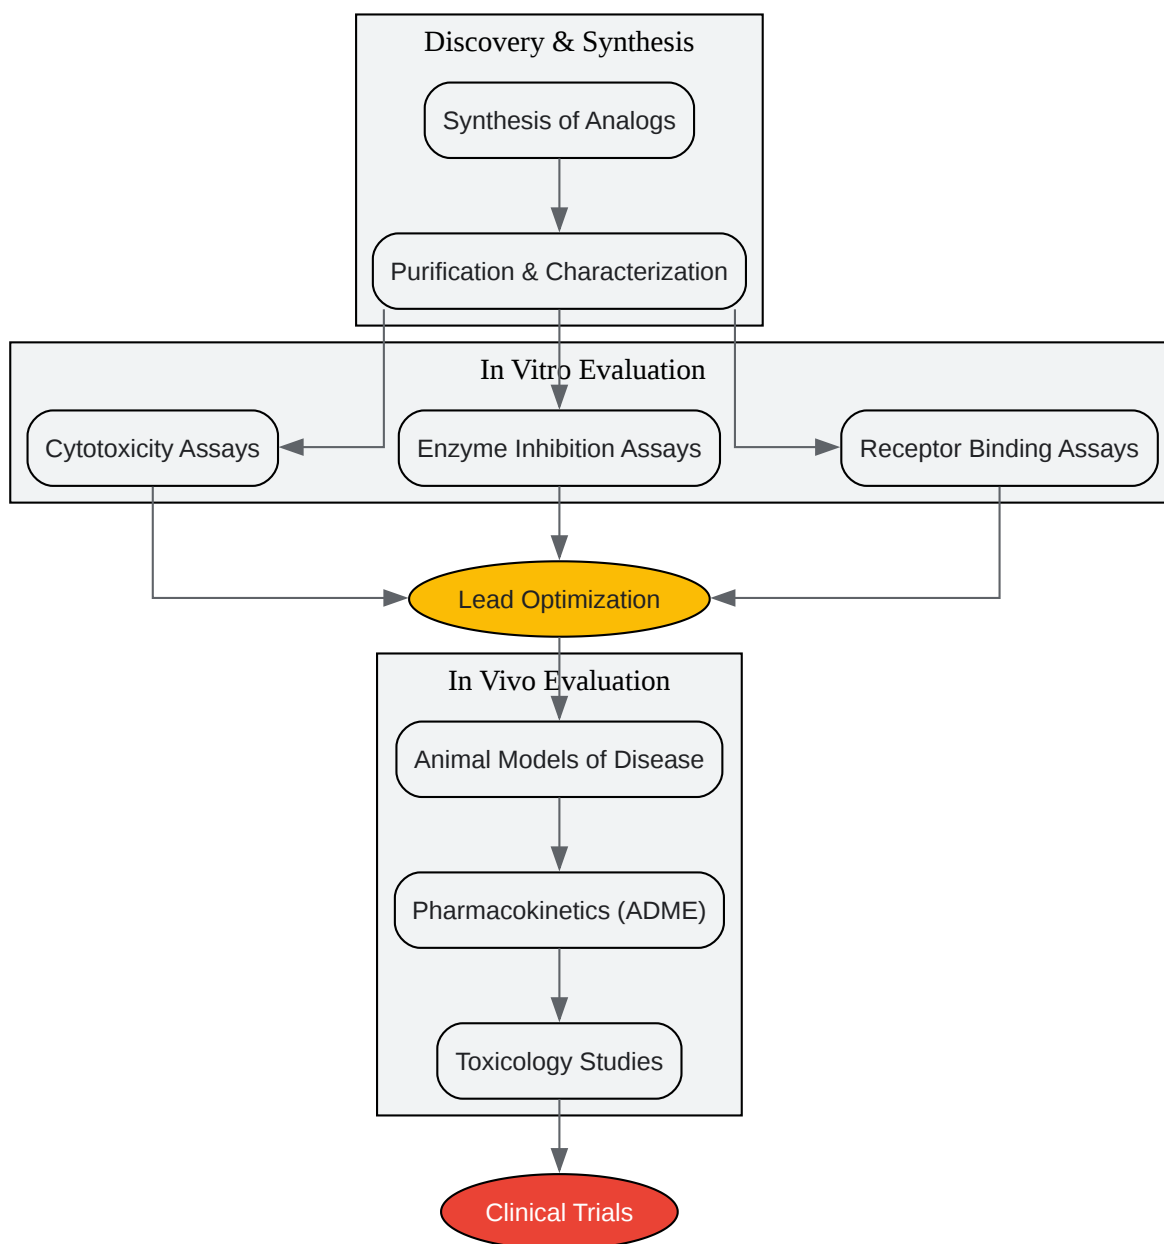 Discovery & Synthesis
Synthesis of Analogs
Purification & Characterization
In Vitro Evaluation
Cytotoxicity Assays
Enzyme Inhibition Assays
Receptor Binding Assays
Lead Optimization
In Vivo Evaluation
Animal Models of Disease
Pharmacokinetics (ADME)
Toxicology Studies
Clinical Trials